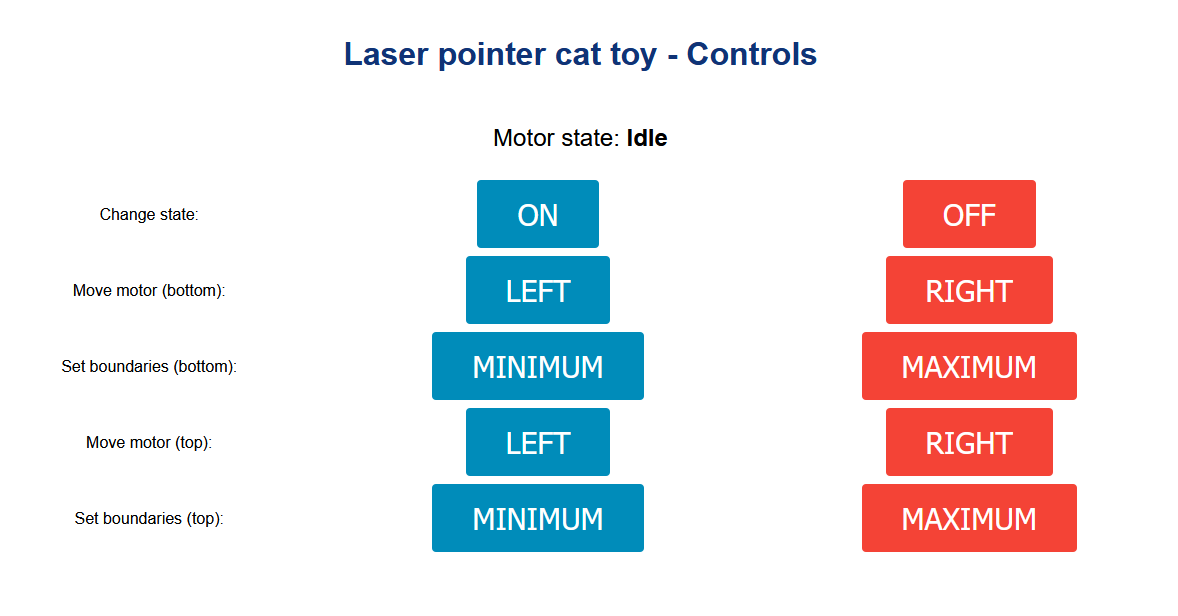 Laser pointer cat toy - Controls
Motor state: Idle
Change state: ON OFF
Move motor (bottom): LEFT RIGHT
Set boundaries (bottom): MINIMUM MAXIMUM
Move motor (top): LEFT RIGHT
Set boundaries (top): MINIMUM MAXIMUM